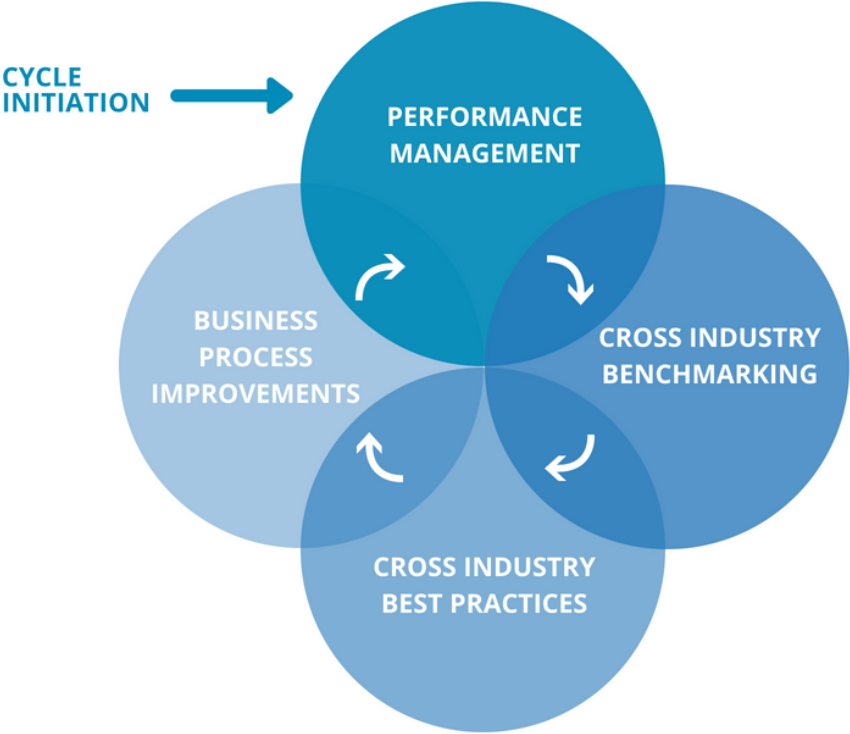 CYCLE
INITIATION
PERFORMANCE
MANAGEMENT
CROSS INDUSTRY
BENCHMARKING
CROSS INDUSTRY
BEST PRACTICES
BUSINESS
PROCESS
IMPROVEMENTS